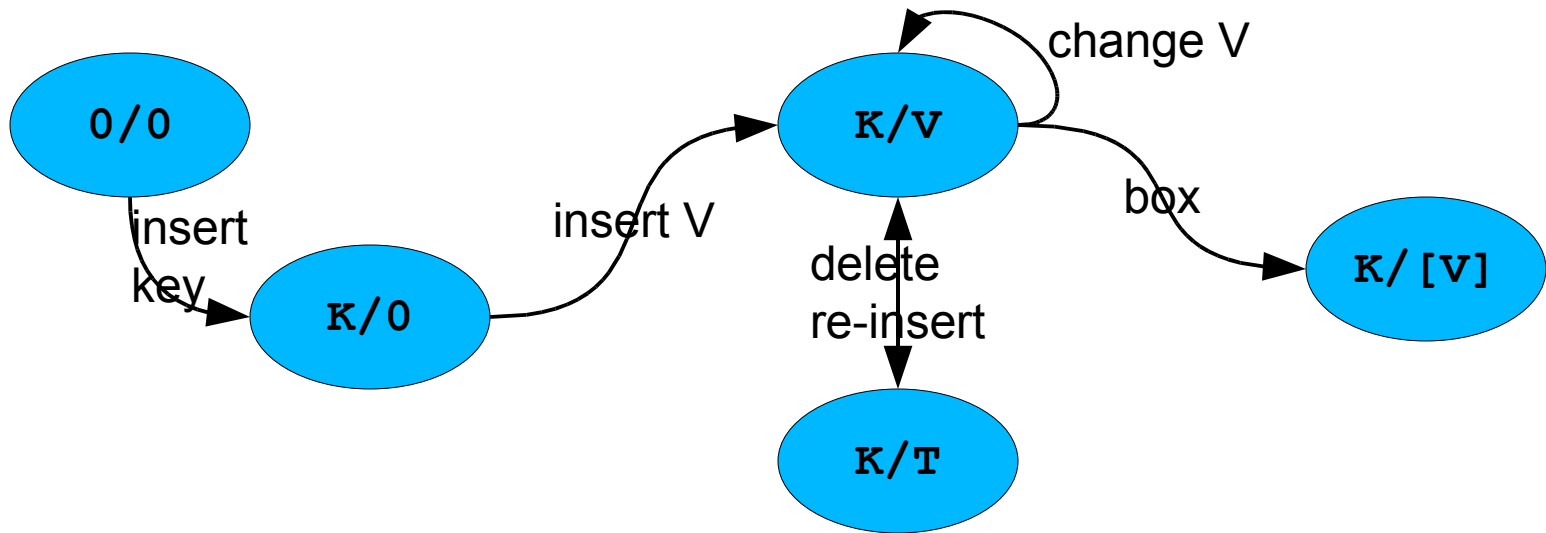 change V
0/0
K/V
insert
key
insert V
box
delete
re-insert
K/[V]
K/0
K/T